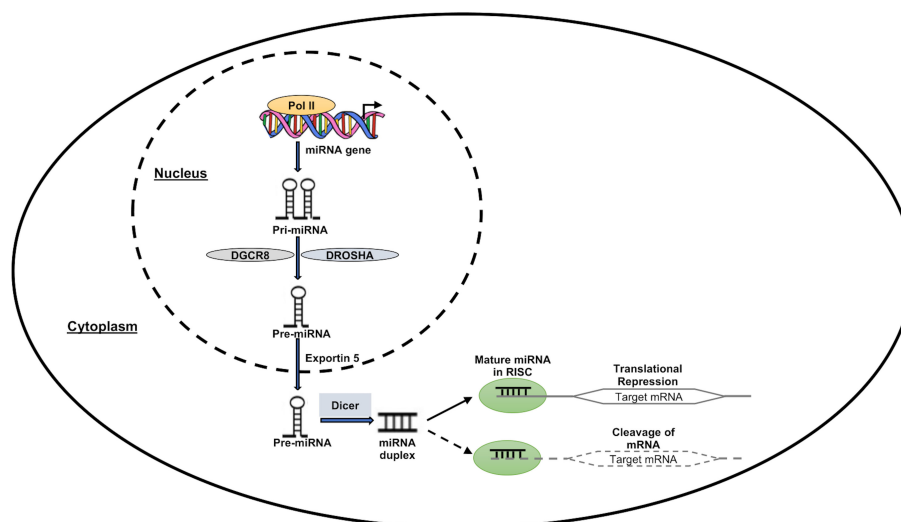 Pol II
miRNA gene
Nucleus
Pri-miRNA
DGCR8
DROSHA
Pre-miRNA
Cytoplasm
Exportin 5
Mature miRNA
in RISC
Translational
Repression
Target mRNA
Dicer
Pre-miRNA
miRNA
duplex
Cleavage of
mRNA
Target mRNA